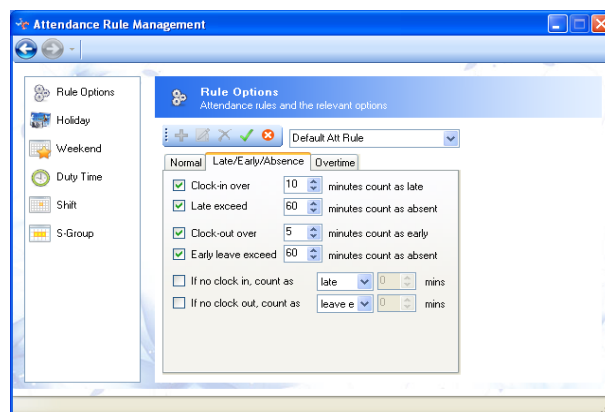 Attendance Rule Management
Rule Options
Holiday
Weekend
Duty Time
Shift
S-Group
Rule Options
Attendance rules and the relevant options
Default Att Rule
Normal Late/Early/Absence Overtime
Clock-in over 10 minutes count as late
Late exceed 60 minutes count as absent
Clock-out over 5 minutes count as early
Early leave exceed 60 minutes count as absent
If no clock in, count as late 0 mins
If no clock out, count as leave e 0 mins